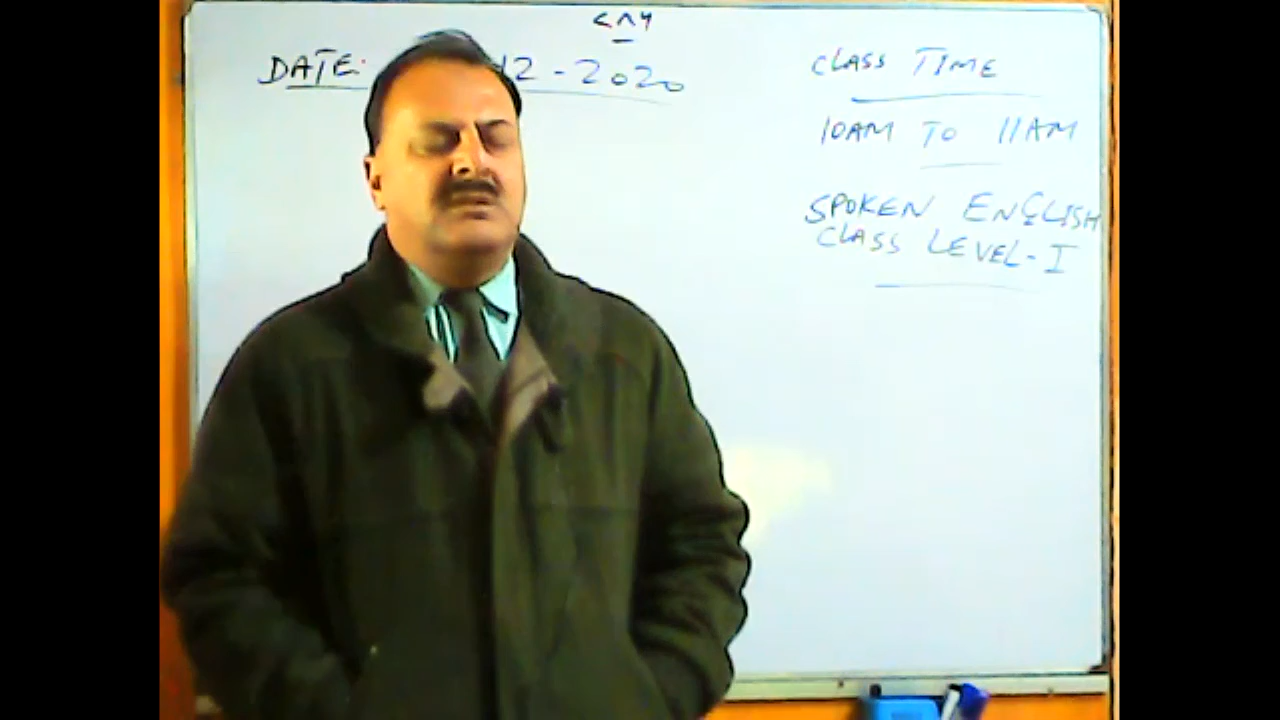 DATE: 12-2020
CLASS TIME
10AM TO 11AM
SPOKEN ENGLISH
CLASS LEVEL-I